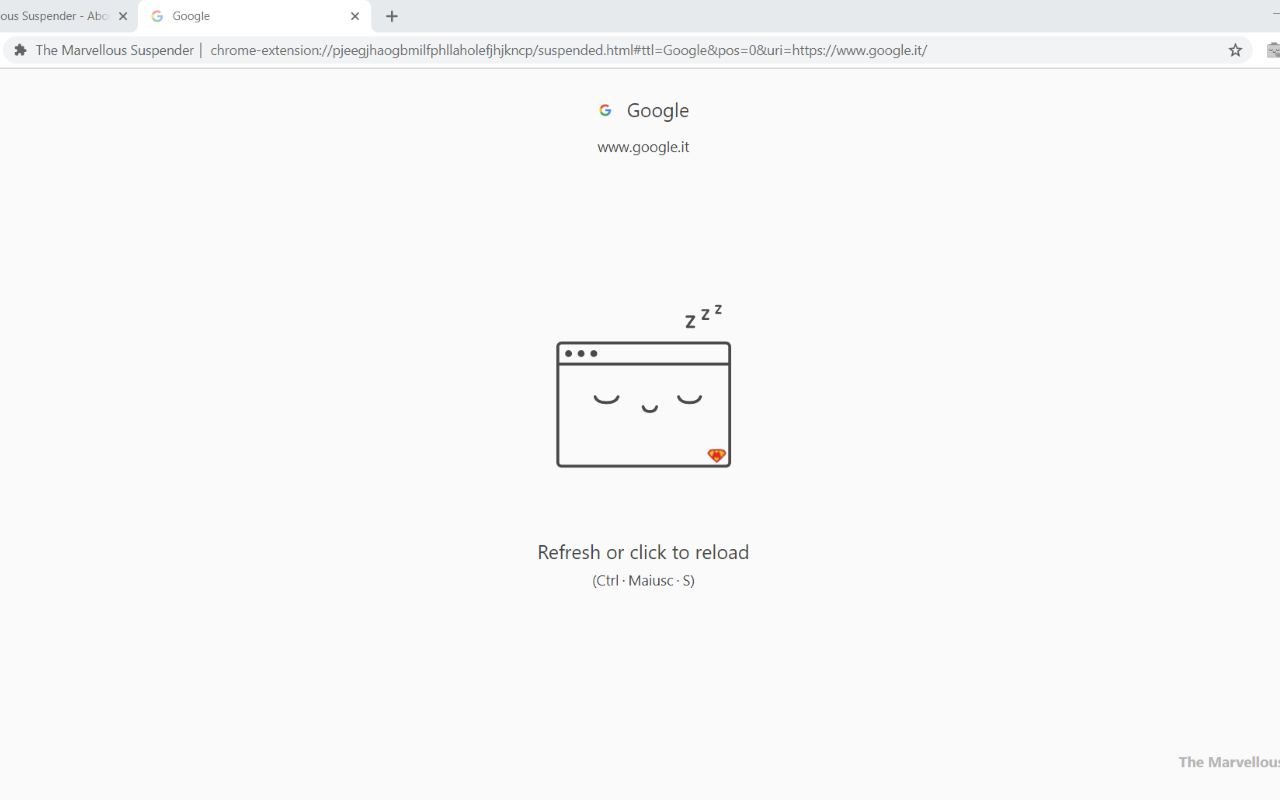 ous Suspender - Abo
Google
The Marvellous Suspender | chrome-extension://pjeegjhaogbmilfphllaholefjhjkncp/suspended.html#ttl=Google&pos=0&uri=https://www.google.it/
Google
www.google.it
z z z
Refresh or click to reload
(Ctrl · Maiusc · S)
The Marvellous